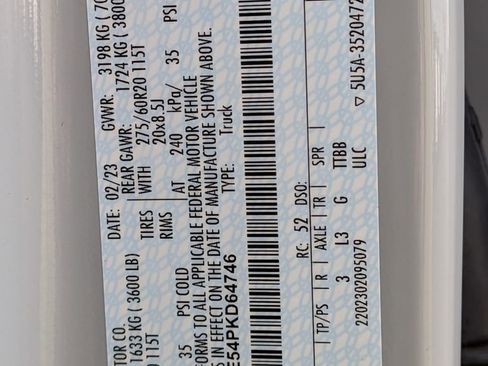 TOR CO.
DATE: 02/23 GVWR: 3198 KG ( 70
1633 KG ( 3600 LB) REAR GAWR: 1724 KG ( 3800
115T TIRES WITH 275/60R20 115T
RIMS 20x8.5J
35 PSI COLD AT 240 kPa/ 35 PSI
FORMS TO ALL APPLICABLE FEDERAL MOTOR VEHICLE
S IN EFFECT ON THE DATE OF MANUFACTURE SHOWN ABOVE.
E54PKD64746 TYPE: Truck
RC: 52 DSO:
TP/PS R AXLE TR SPR
3 L3 G TTBB
2202302095079 ULC
▽ 5U5A-3520472